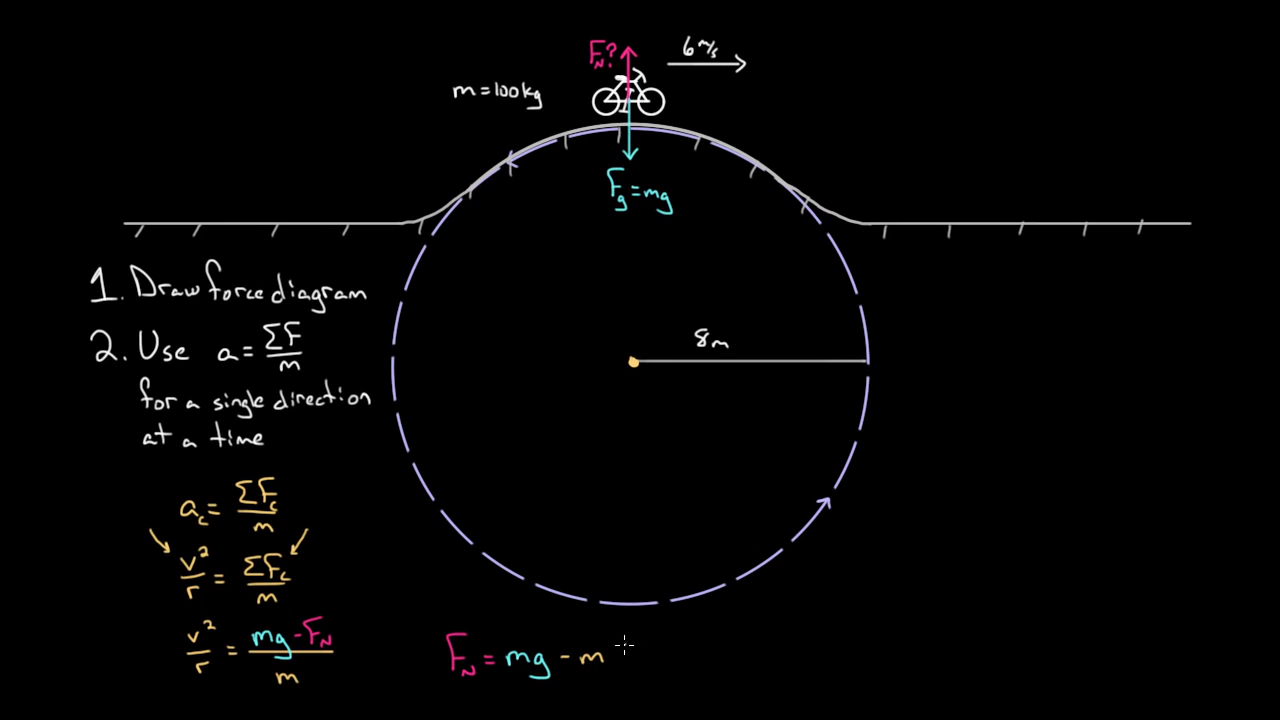 F_N?
6 m/s
m=100kg
F_g=mg
1. Draw force diagram
2. Use a=ΣF/m
for a single direction
at a time
8m
a_c=ΣF_c/m
v²/r=ΣF_c/m
v²/r=mg-F_N/m
F_N=mg-m